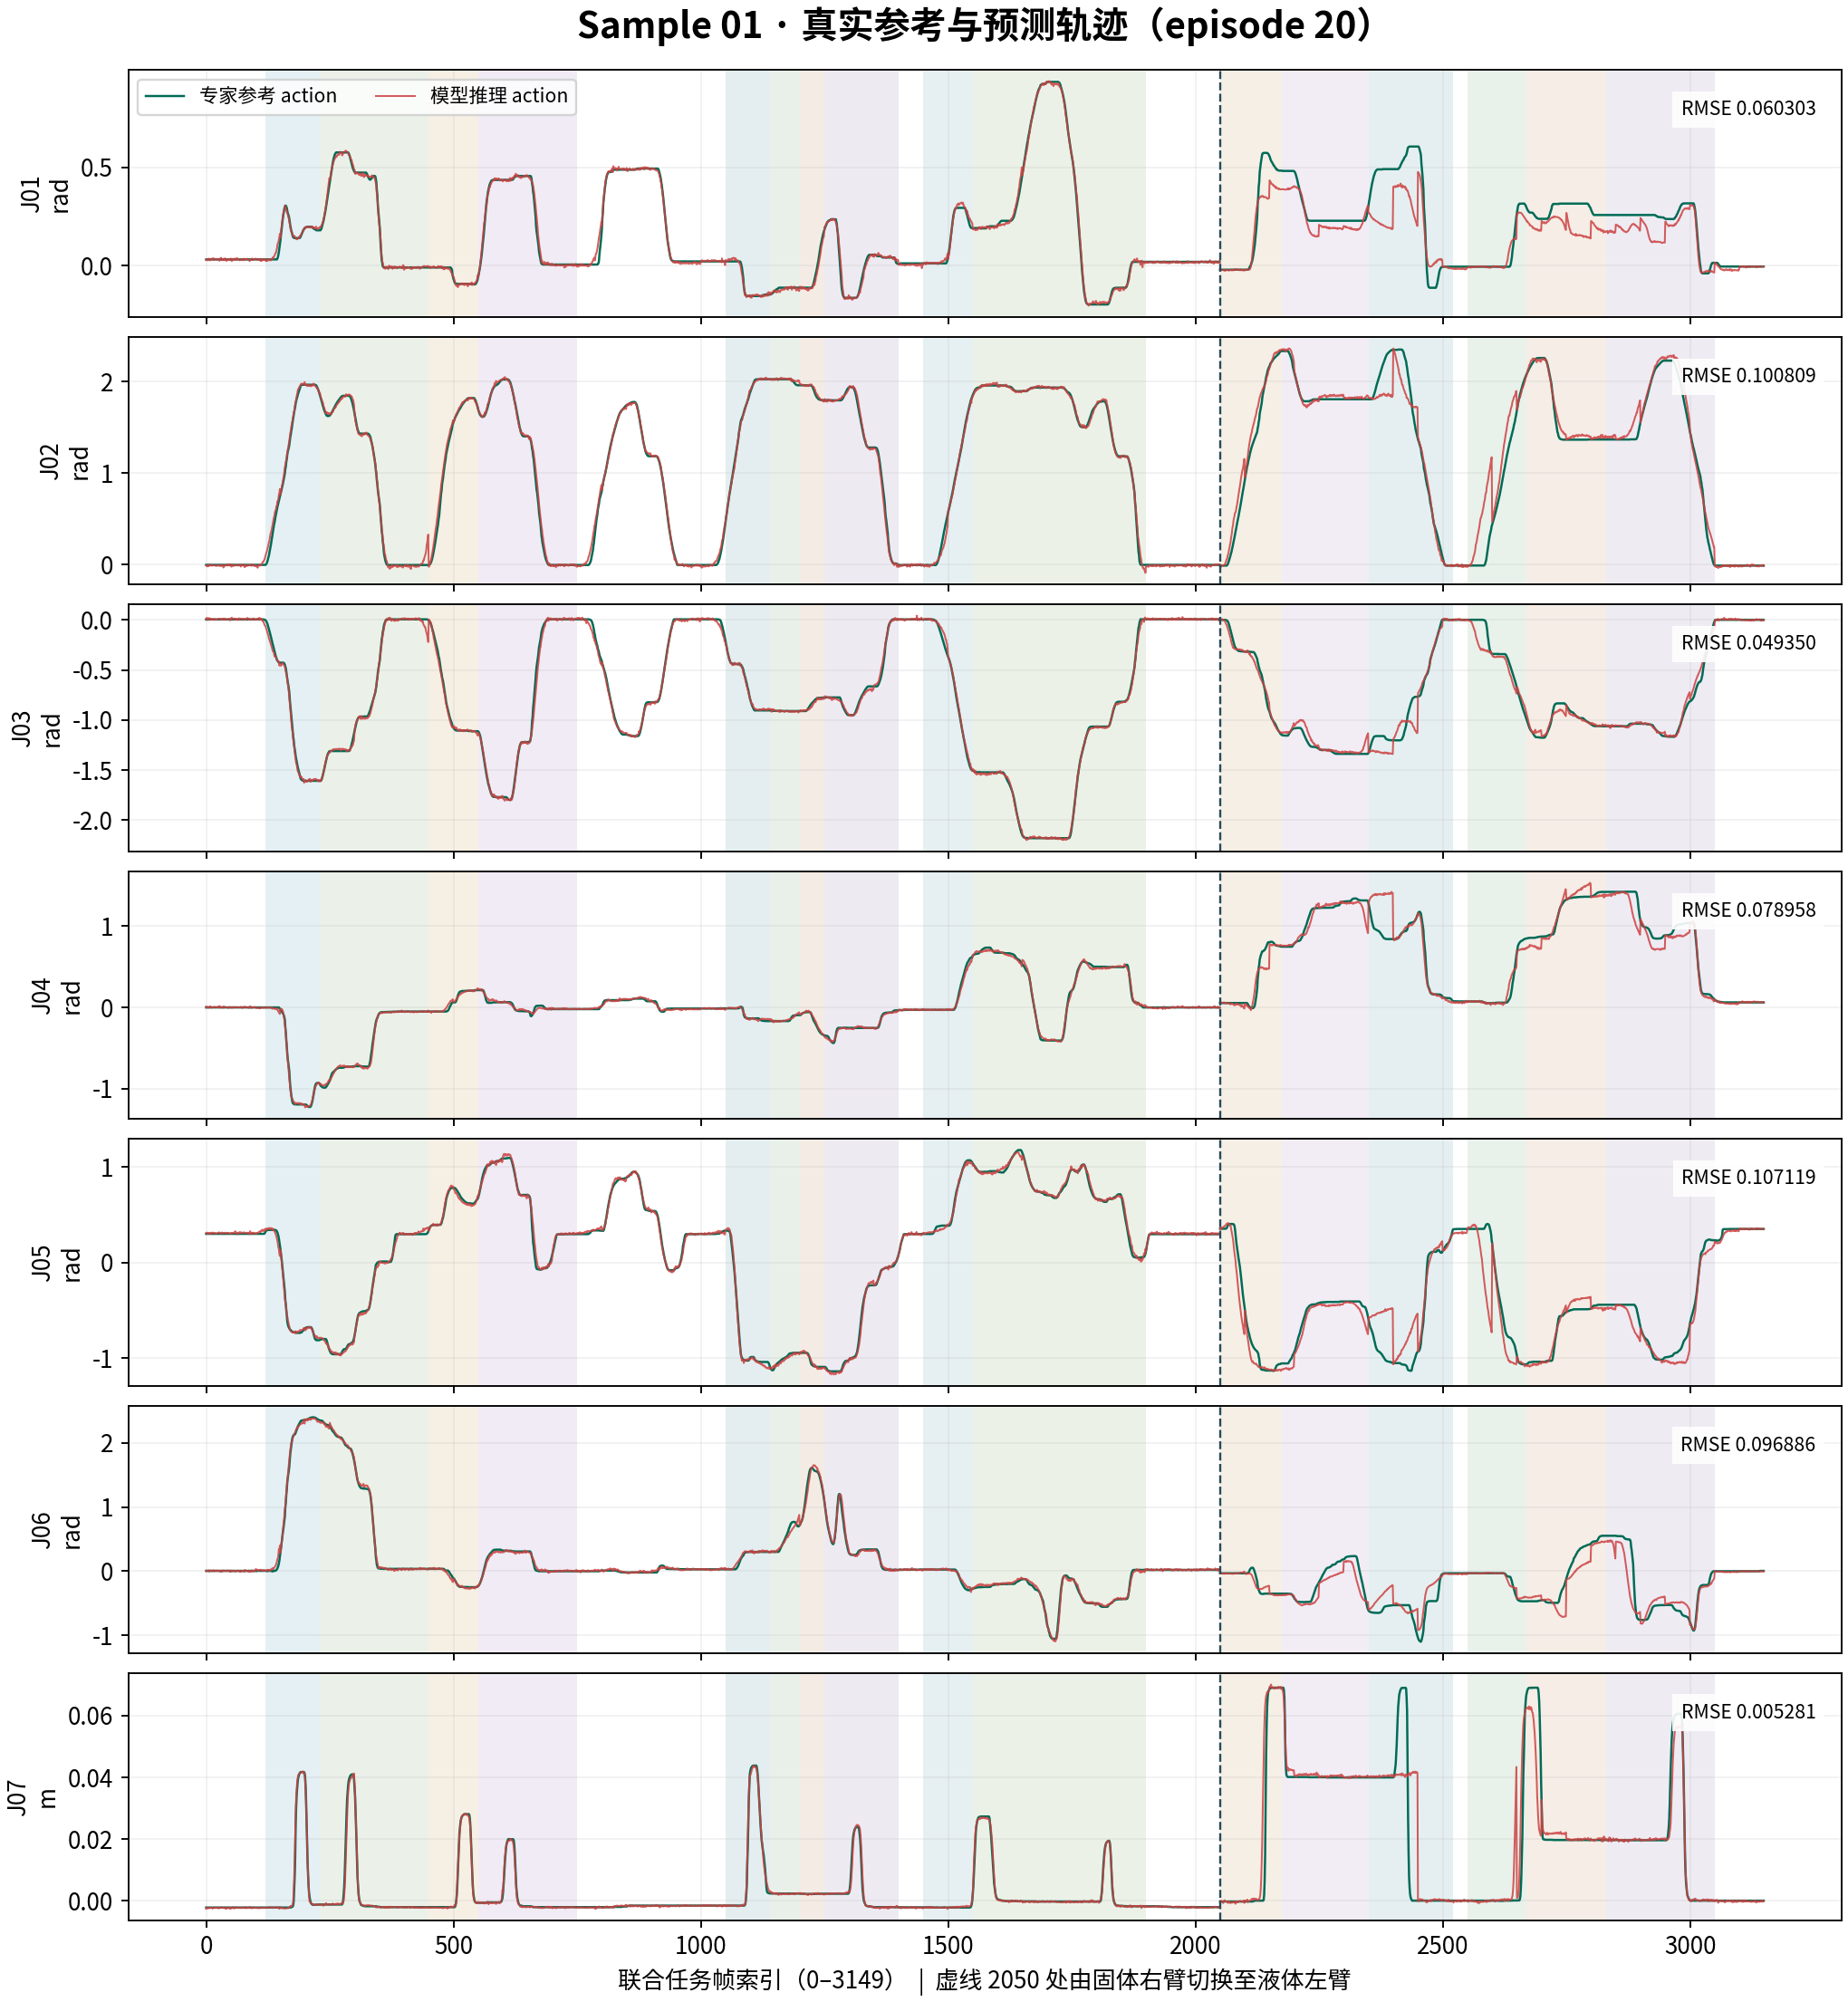 Sample 01 · 真实参考与预测轨迹（episode 20）
专家参考 action
模型推理 action
RMSE 0.060303
0.5
0.0
J01
rad
RMSE 0.100809
2
1
0
J02
rad
RMSE 0.049350
0.0
-0.5
-1.0
-1.5
-2.0
J03
rad
RMSE 0.078958
1
0
-1
J04
rad
RMSE 0.107119
1
0
-1
J05
rad
RMSE 0.096886
2
1
0
-1
J06
rad
RMSE 0.005281
0.06
0.04
0.02
0.00
J07
m
0 500 1000 1500 2000 2500 3000
联合任务帧索引（0–3149） | 虚线 2050 处由固体右臂切换至液体左臂